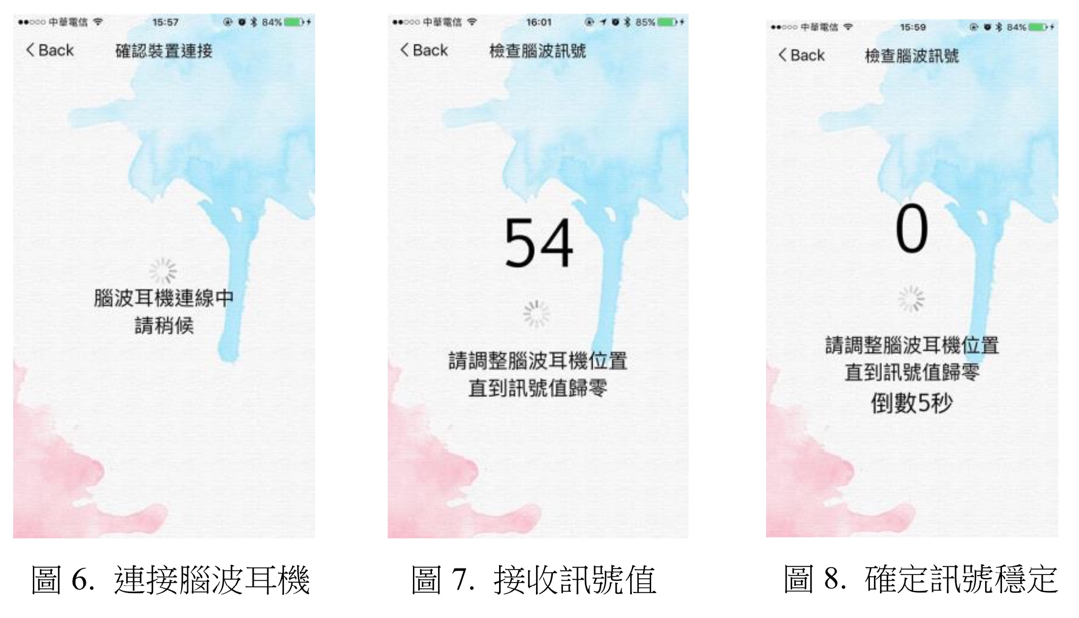 中華電信 15:57 84%
Back 確認裝置連接
腦波耳機連線中
請稍候
圖 6. 連接腦波耳機
中華電信 16:01 85%
Back 檢查腦波訊號
54
請調整腦波耳機位置
直到訊號值歸零
圖 7. 接收訊號值
中華電信 15:59 84%
Back 檢查腦波訊號
0
請調整腦波耳機位置
直到訊號值歸零
倒數5秒
圖 8. 確定訊號穩定